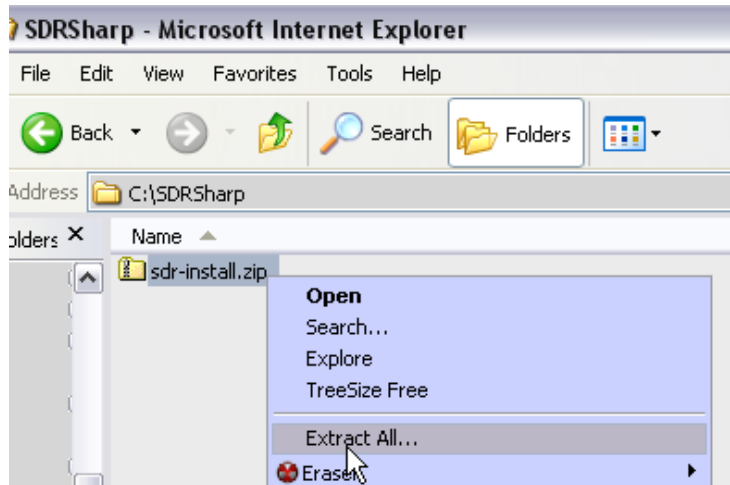 SDRSharp - Microsoft Internet Explorer
File Edit View Favorites Tools Help
Back Search Folders
Address C:\SDRSharp
Name
sdr-install.zip
Open
Search...
Explore
TreeSize Free
Extract All...
Eraser